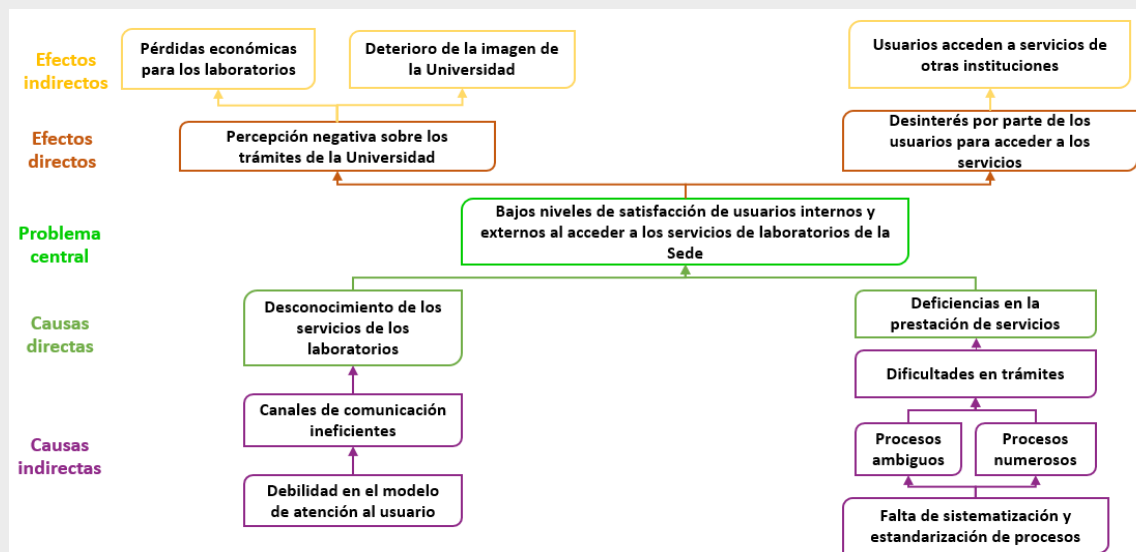 Efectos
indirectos
Pérdidas económicas
para los laboratorios
Deterioro de la imagen de
la Universidad
Usuarios acceden a servicios de
otras instituciones
Efectos
directos
Percepción negativa sobre los
trámites de la Universidad
Desinterés por parte de los
usuarios para acceder a los
servicios
Problema
central
Bajos niveles de satisfacción de usuarios internos y
externos al acceder a los servicios de laboratorios de la
Sede
Causas
directas
Desconocimiento de los
servicios de los
laboratorios
Deficiencias en la
prestación de servicios
Causas
indirectas
Dificultades en trámites
Canales de comunicación
ineficientes
Procesos
ambiguos
Procesos
numerosos
Debilidad en el modelo
de atención al usuario
Falta de sistematización y
estandarización de procesos